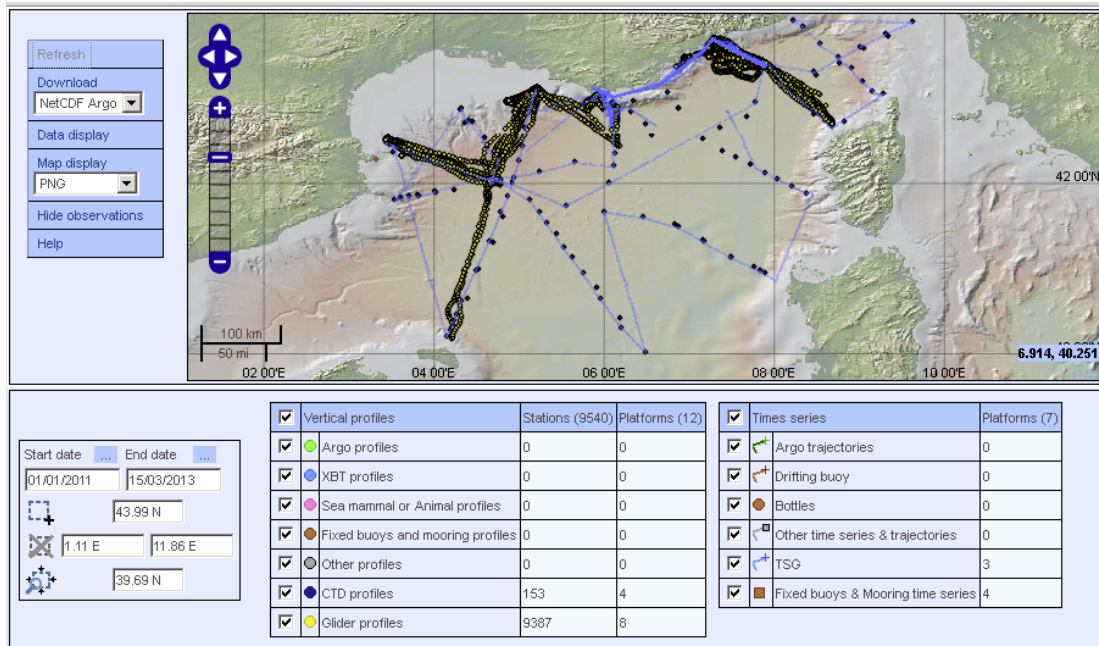 Refresh
Download
NetCDF Argo
Data display
Map display
PNG
Hide observations
Help
42 00'N
100 km
50 mi
6.914, 40.251
02 00'E 04 00'E 06 00'E 08 00'E 10 00'E
Start date ... End date ...
01/01/2011 15/03/2013
43.99 N
1.11 E 11.86 E
39.69 N
Vertical profiles Stations (9540) Platforms (12)
Argo profiles 0 0
XBT profiles 0 0
Sea mammal or Animal profiles 0 0
Fixed buoys and mooring profiles 0 0
Other profiles 0 0
CTD profiles 153 4
Glider profiles 9387 8
Times series Platforms (7)
Argo trajectories 0
Drifting buoy 0
Bottles 0
Other time series & trajectories 0
TSG 3
Fixed buoys & Mooring time series 4